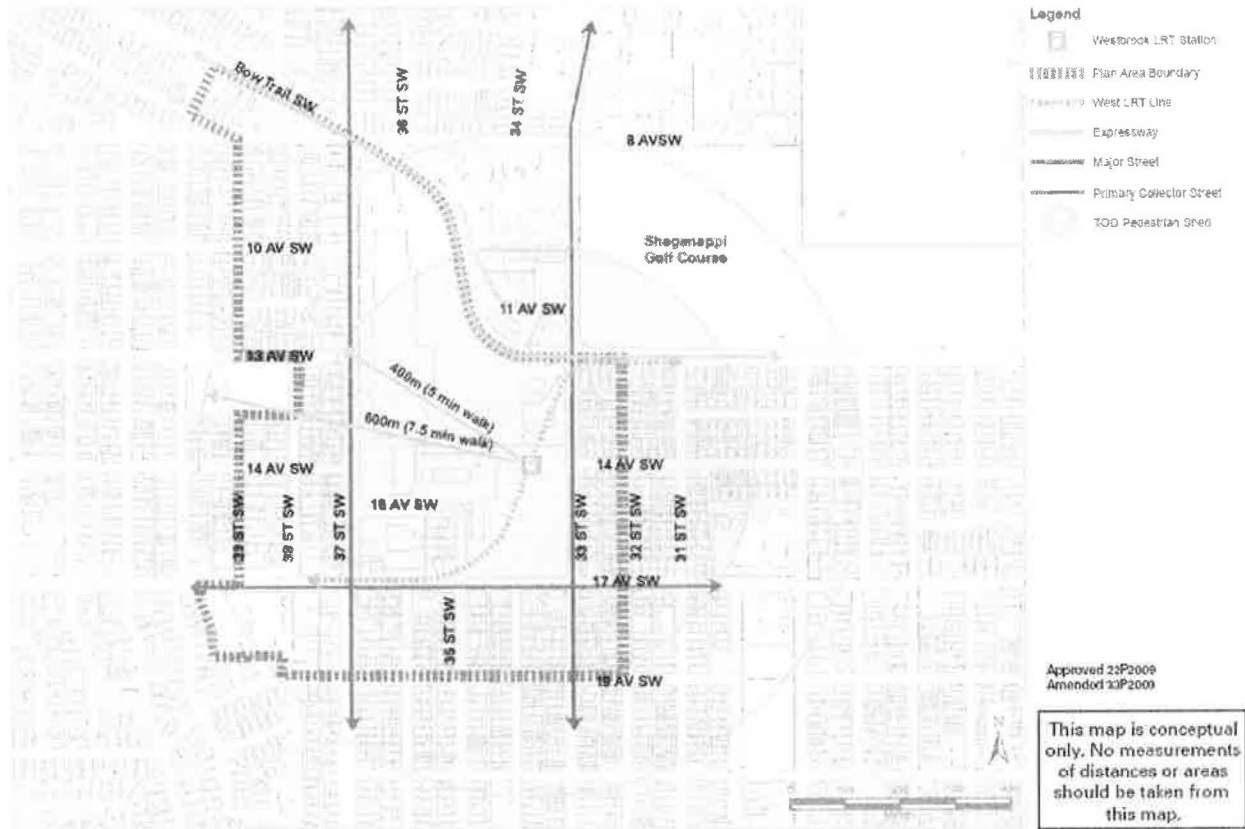 Legend
Westbrook LRT Station
Plan Area Boundary
West LRT Line
Expressway
Major Street
Primary Collector Street
TOD Pedestrian Shed
Bow Trail SW
36 ST SW
34 ST SW
8 AVSW
10 AV SW
Shaganappi
Golf Course
11 AV SW
13 AV SW
400m (5 min walk)
600m (7.5 min walk)
14 AV SW
14 AV SW
16 AV SW
39 ST SW
38 ST SW
37 ST SW
33 ST SW
32 ST SW
31 ST SW
17 AV SW
35 ST SW
19 AV SW
Approved 22P2009
Amended 33P2009
N
This map is conceptual
only. No measurements
of distances or areas
should be taken from
this map.